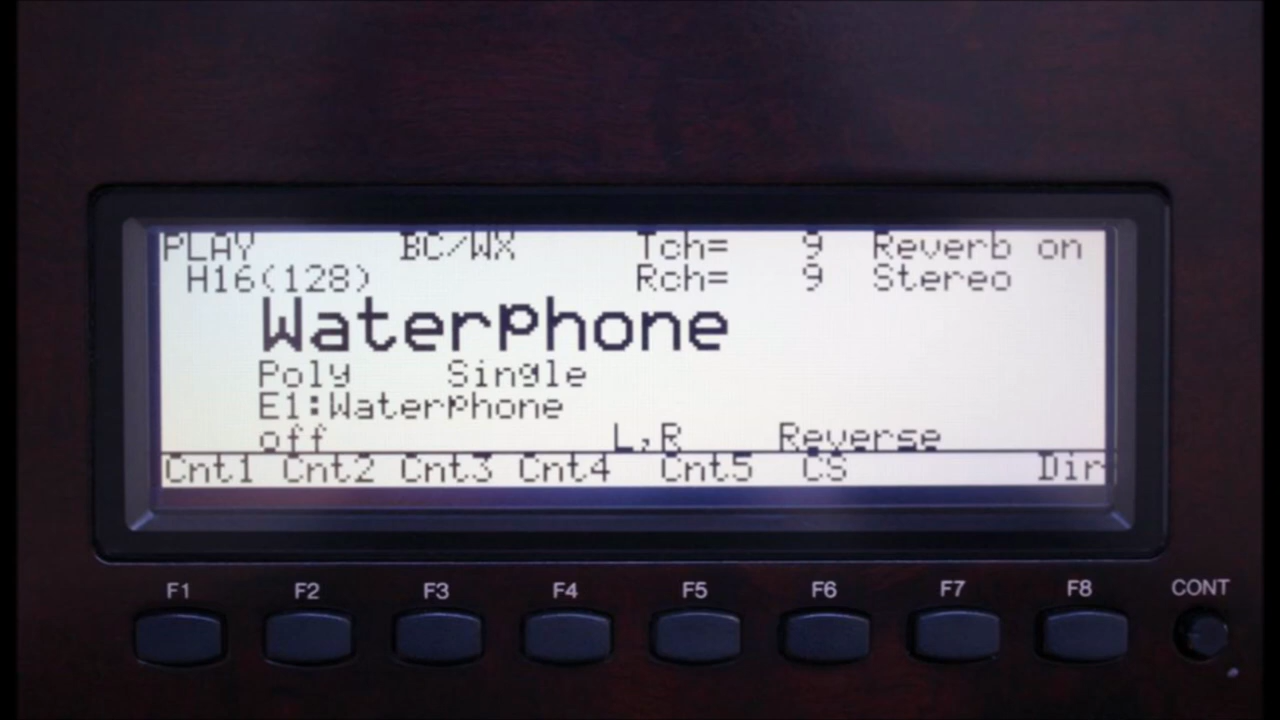 PLAY BC/WX Tch= 9 Reverb on
H16(128) Rch= 9 Stereo
Waterphone
Poly Single
E1:Waterphone
off L,R Reverse
Cnt1 Cnt2 Cnt3 Cnt4 Cnt5 CS Dir
F1 F2 F3 F4 F5 F6 F7 F8 CONT